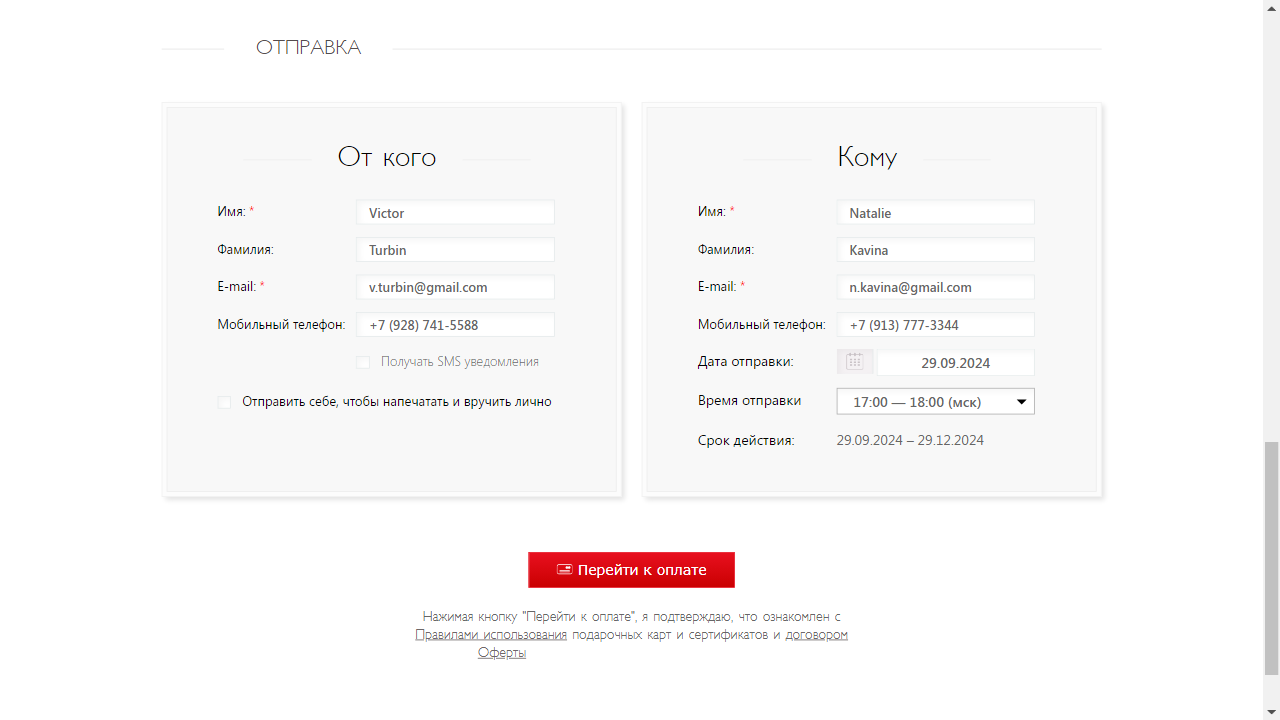 ОТПРАВКА
От кого
Имя: *
Victor
Фамилия:
Turbin
E-mail: *
v.turbin@gmail.com
Мобильный телефон:
+7 (928) 741-5588
Получать SMS уведомления
Отправить себе, чтобы напечатать и вручить лично
Кому
Имя: *
Natalie
Фамилия:
Kavina
E-mail: *
n.kavina@gmail.com
Мобильный телефон:
+7 (913) 777-3344
Дата отправки:
29.09.2024
Время отправки
17:00 — 18:00 (мск)
Срок действия:
29.09.2024 – 29.12.2024
Перейти к оплате
Нажимая кнопку "Перейти к оплате", я подтверждаю, что ознакомлен с
Правилами использования подарочных карт и сертификатов и договором
Оферты